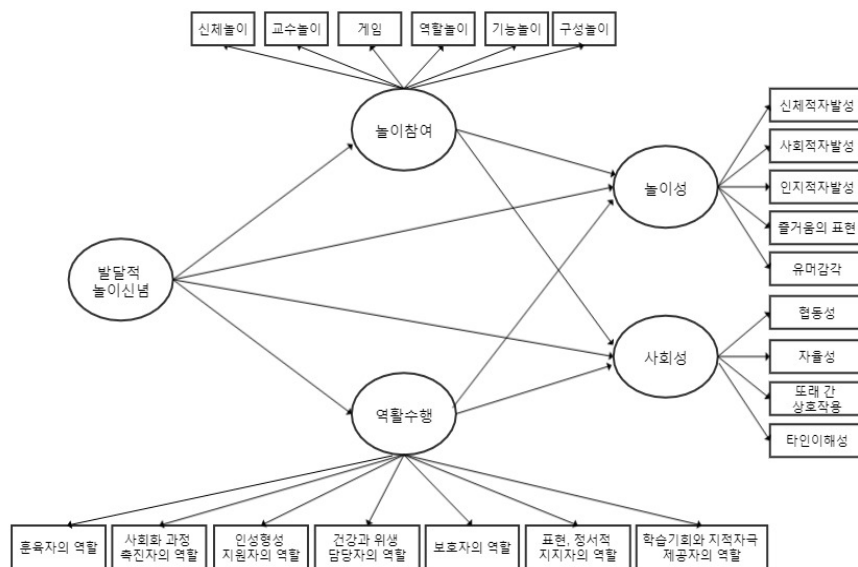 신체놀이 교수놀이 게임 역할놀이 기능놀이 구성놀이
놀이참여
신체적자발성
사회적자발성
놀이성
인지적자발성
즐거움의 표현
유머감각
발달적
놀이신념
협동성
사회성
자율성
또래 간
상호작용
역활수행
타인이해성
훈육자의 역할
사회화 과정
촉진자의 역할
인성형성
지원자의 역할
건강과 위생
담당자의 역할
보호자의 역할
표현, 정서적
지지자의 역할
학습기회와 지적자극
제공자의 역할